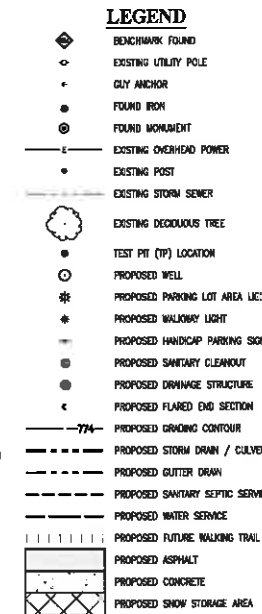 LEGEND
BENCHMARK FOUND
EXISTING UTILITY POLE
GUY ANCHOR
FOUND IRON
FOUND MONUMENT
E EXISTING OVERHEAD POWER
EXISTING POST
EXISTING STORM SEWER
EXISTING DECIDUOUS TREE
TEST PIT (TP) LOCATION
PROPOSED WELL
PROPOSED PARKING LOT AREA
PROPOSED WALKWAY LIGHT
PROPOSED HANDICAP PARKING
PROPOSED SANITARY CLEANOUT
PROPOSED DRAINAGE STRUCTURE
PROPOSED FLARED END SECTION
774 PROPOSED GRADING CONTOUR
PROPOSED STORM DRAIN /
PROPOSED GUTTER DRAIN
PROPOSED SANITARY SEPTIC
PROPOSED WATER SERVICE
PROPOSED FUTURE WALKING TRAIL
PROPOSED ASPHALT
PROPOSED CONCRETE
PROPOSED SNOW STORAGE AREA